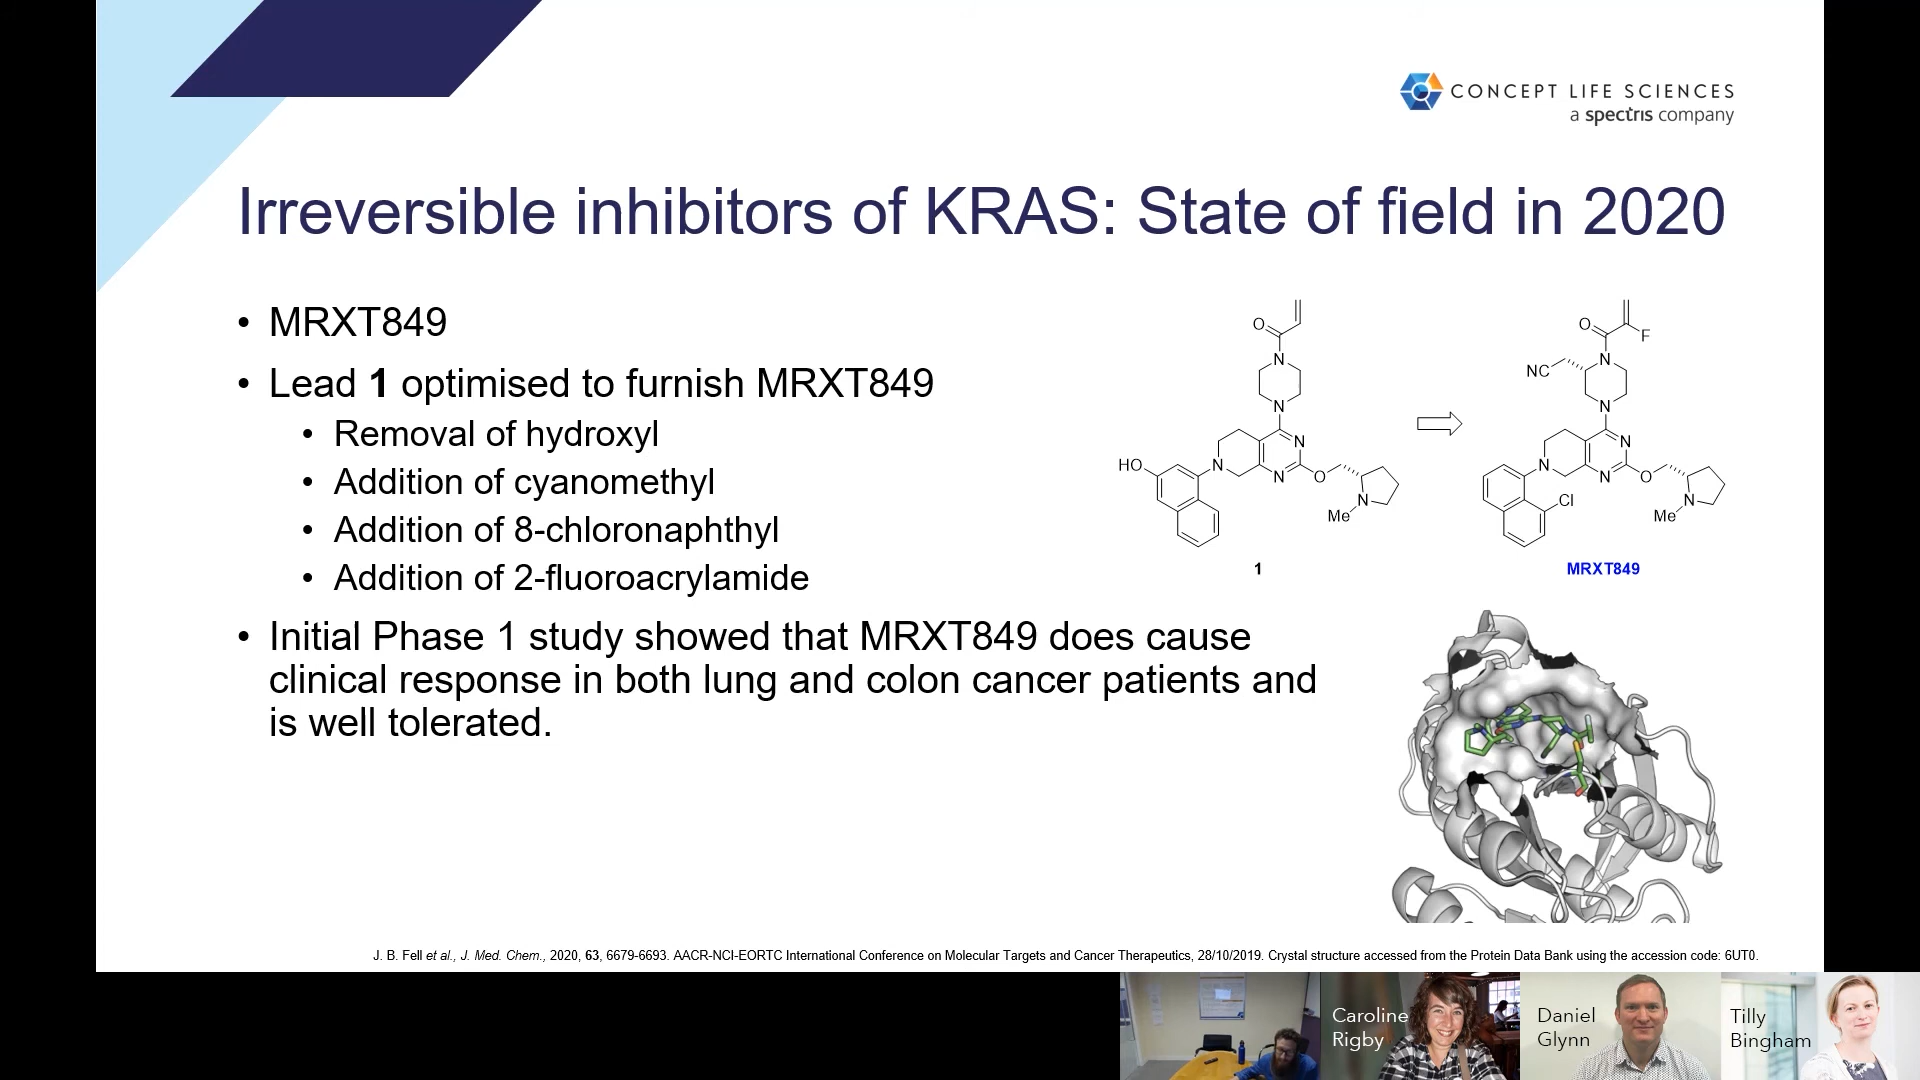 CONCEPT LIFE SCIENCES
a spectris company
Irreversible inhibitors of KRAS: State of field in 2020
• MRXT849
• Lead 1 optimised to furnish MRXT849
• Removal of hydroxyl
• Addition of cyanomethyl
• Addition of 8-chloronaphthyl
• Addition of 2-fluoroacrylamide
• Initial Phase 1 study showed that MRXT849 does cause
clinical response in both lung and colon cancer patients and
is well tolerated.
O
N
N
N
N
N
O
N
Me
HO
1
O
F
NC
N
N
N
N
N
O
N
Me
Cl
MRXT849
J. B. Fell et al., J. Med. Chem., 2020, 63, 6679-6693. AACR-NCI-EORTC International Conference on Molecular Targets and Cancer Therapeutics, 28/10/2019. Crystal structure accessed from the Protein Data Bank using the accession code: 6UT0.
Caroline
Rigby
Daniel
Glynn
Tilly
Bingham